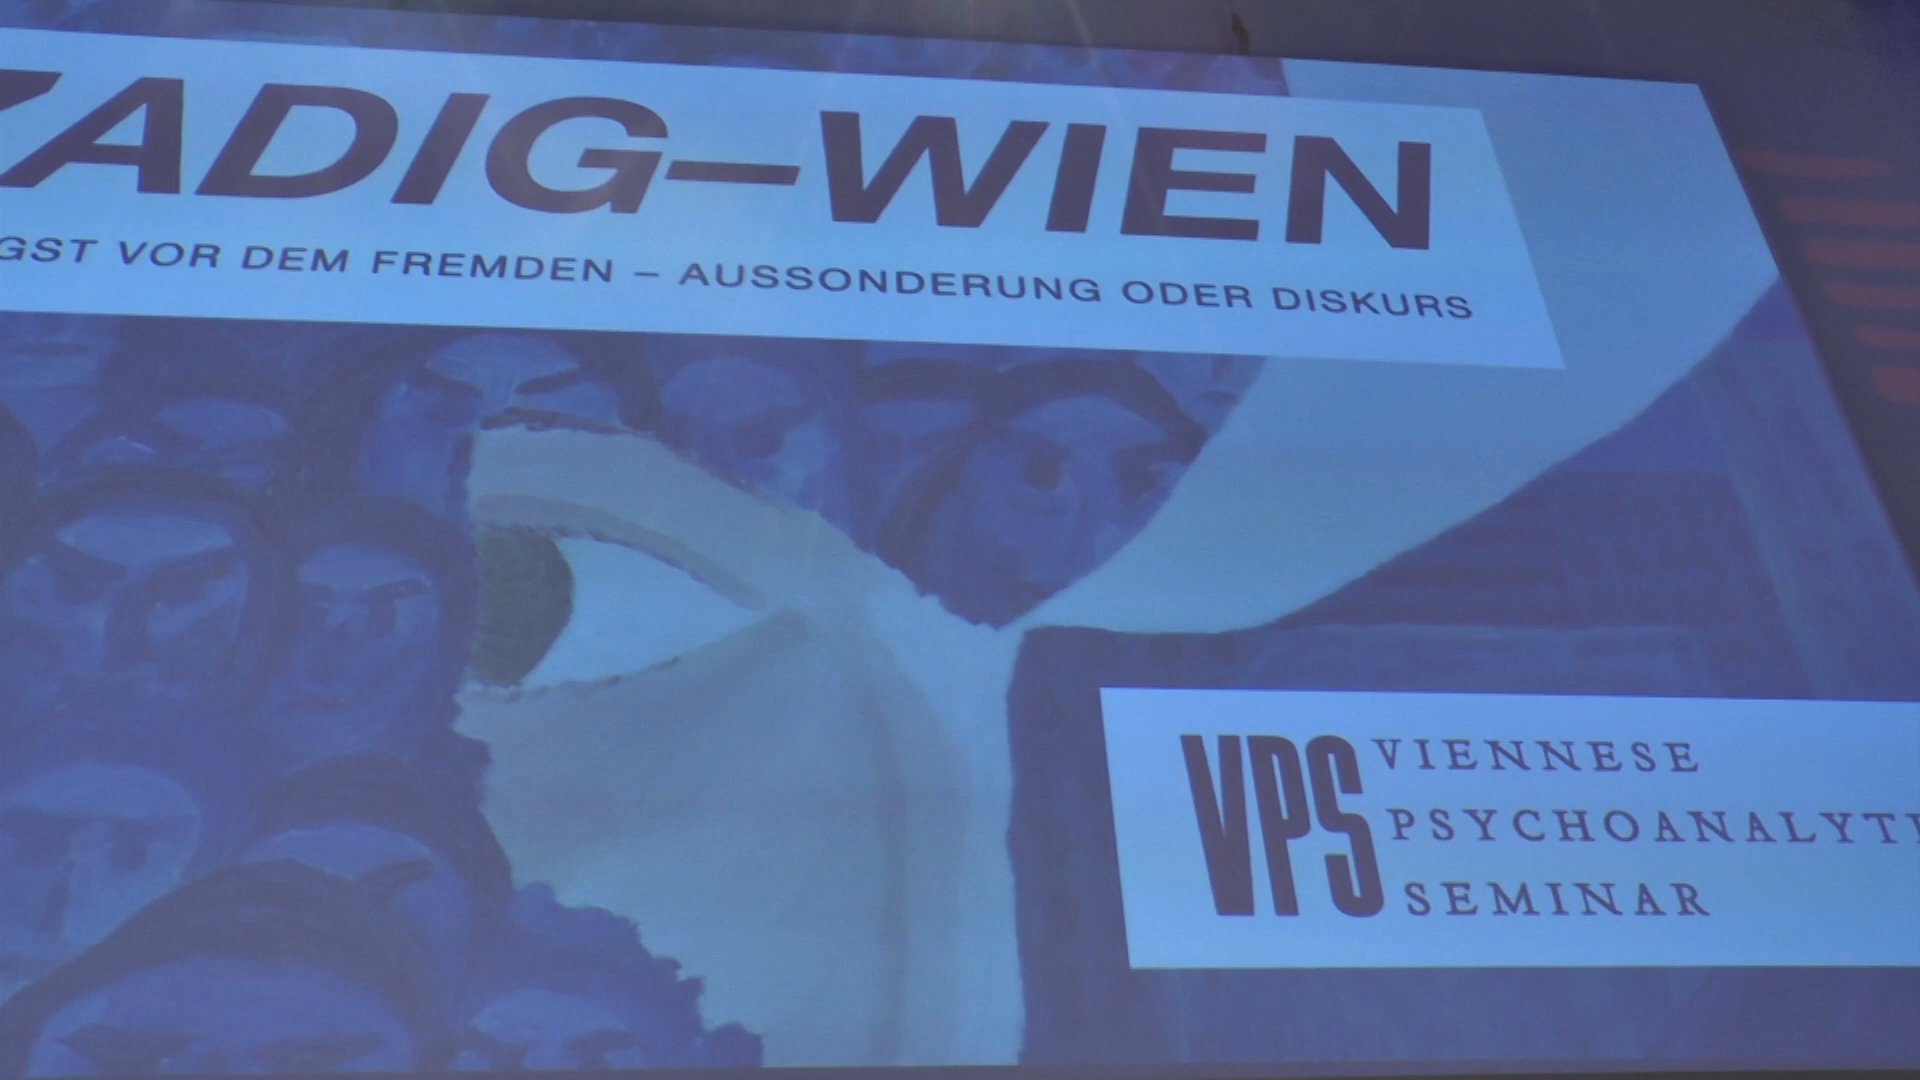 ZADIG–WIEN
GST VOR DEM FREMDEN – AUSSONDERUNG ODER DISKURS
VPS
VIENNESE
PSYCHOANALYTI
SEMINAR